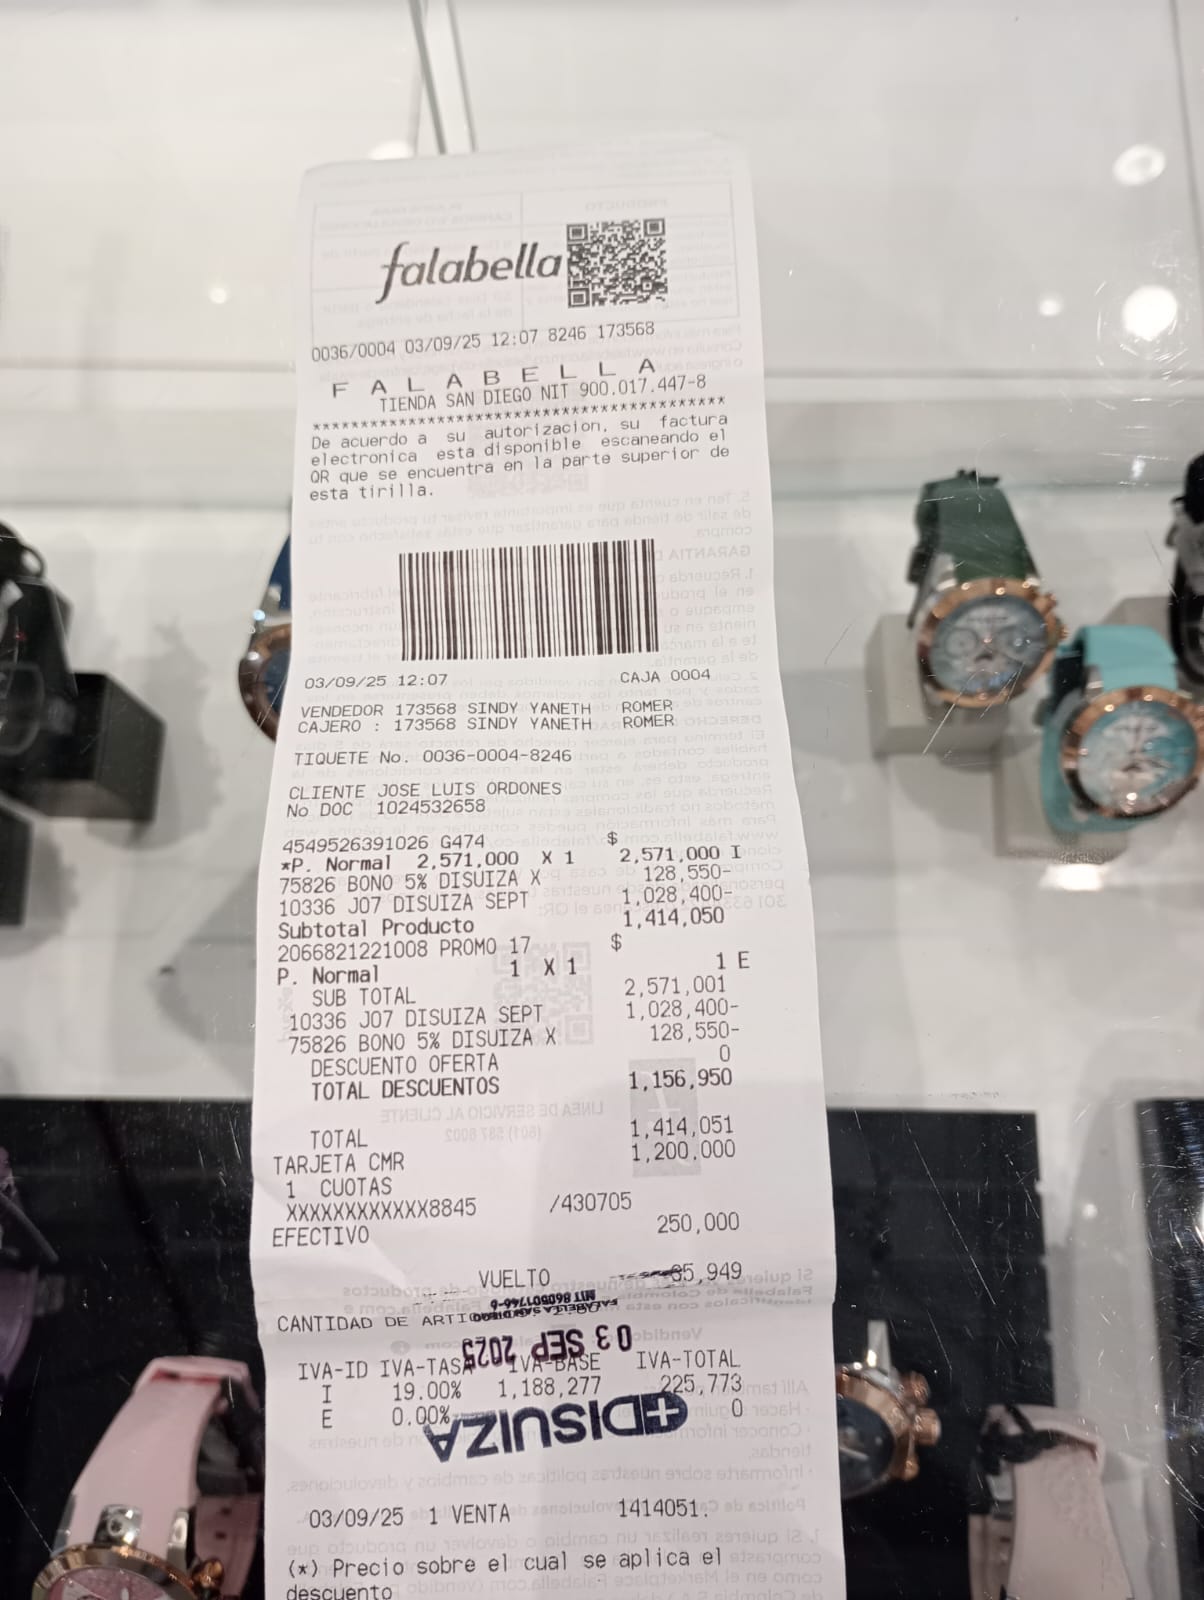 falabella
0036/0004 03/09/25 12:07 8246 173568
F A L A B E L L A
TIENDA SAN DIEGO NIT 900.017.447-8
*******************************************
De acuerdo a su autorizacion, su factura
electronica esta disponible escaneando el
QR que se encuentra en la parte superior de
esta tirilla.
03/09/25 12:07 CAJA 0004
VENDEDOR 173568 SINDY YANETH ROMER
CAJERO : 173568 SINDY YANETH ROMER
TIQUETE No. 0036-0004-8246
CLIENTE JOSE LUIS ORDONES
No DOC 1024532658
4549526391026 G474 $
*P. Normal 2,571,000 X 1 2,571,000 I
75826 BONO 5% DISUIZA X 128,550-
10336 J07 DISUIZA SEPT 1,028,400-
Subtotal Producto 1,414,050
2066821221008 PROMO 17 $
P. Normal 1 X 1 1 E
SUB TOTAL 2,571,001
10336 J07 DISUIZA SEPT 1,028,400-
75826 BONO 5% DISUIZA X 128,550-
DESCUENTO OFERTA 0
TOTAL DESCUENTOS 1,156,950
TOTAL 1,414,051
TARJETA CMR 1,200,000
1 CUOTAS
XXXXXXXXXXXX8845 /430705
EFECTIVO 250,000
VUELTO 35,949
FALABELLA SAN DIEGO
CANTIDAD DE
03 SEP 2025
IVA-ID IVA-TASA IVA-BASE IVA-TOTAL
I 19.00% 1,188,277 225,773
E 0.00% 0
DISUIZA
03/09/25 1 VENTA 1414051.
(*) Precio sobre el cual se aplica el
descuento